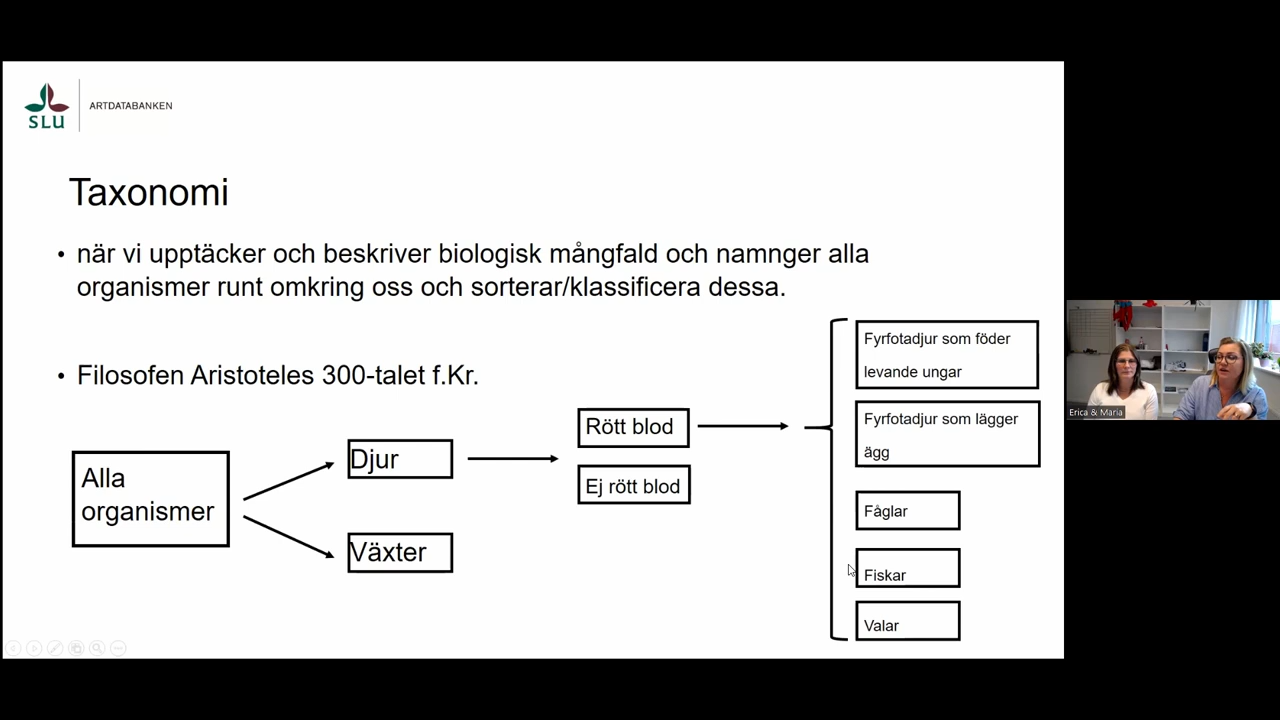 SLU
ARTDATABANKEN
Taxonomi
• när vi upptäcker och beskriver biologisk mångfald och namnger alla
organismer runt omkring oss och sorterar/klassificera dessa.
• Filosofen Aristoteles 300-talet f.Kr.
Alla
organismer
Djur
Växter
Rött blod
Ej rött blod
Fyrfotadjur som föder
levande ungar
Fyrfotadjur som lägger
ägg
Fåglar
Fiskar
Valar
Erica & Maria